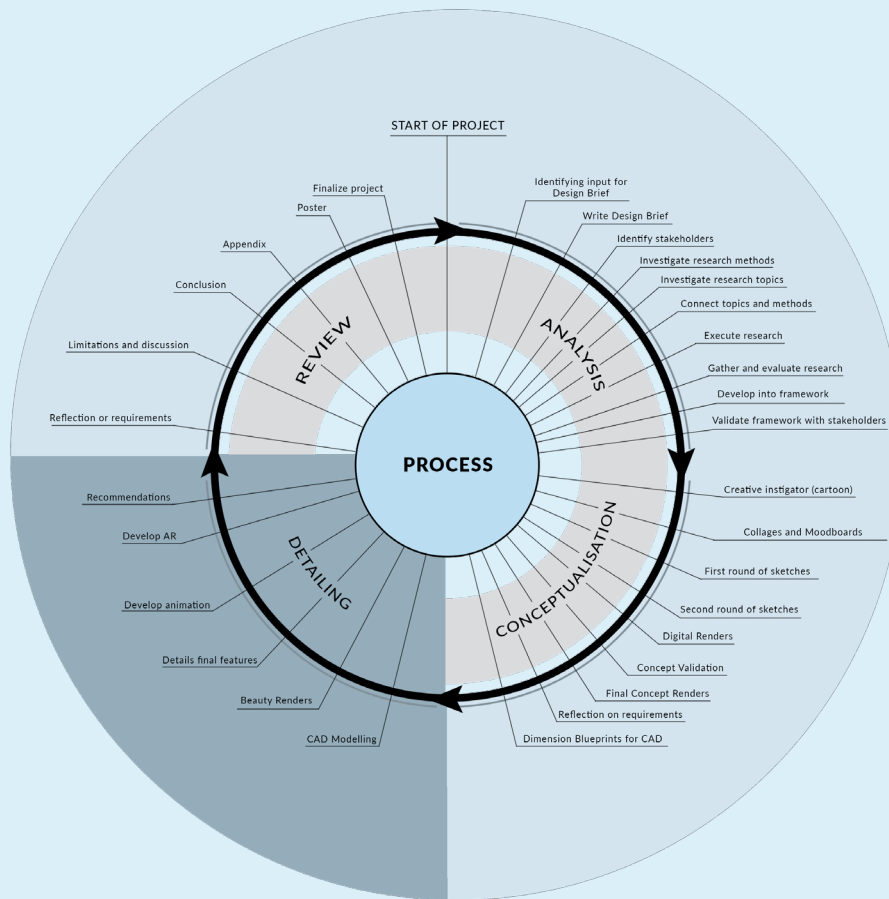 START OF PROJECT
Identifying input for
Design Brief
Write Design Brief
Identify stakeholders
Investigate research methods
Investigate research topics
Connect topics and methods
Execute research
Gather and evaluate research
Develop into framework
Validate framework with stakeholders
ANALYSIS
Creative instigator (cartoon)
Collages and Moodboards
First round of sketches
Second round of sketches
Digital Renders
Concept Validation
Final Concept Renders
Reflection on requirements
Dimension Blueprints for CAD
CONCEPTUALISATION
CAD Modelling
Beauty Renders
Details final features
Develop animation
Develop AR
Recommendations
DETAILING
Reflection or requirements
Limitations and discussion
Conclusion
Appendix
Poster
Finalize project
REVIEW
PROCESS